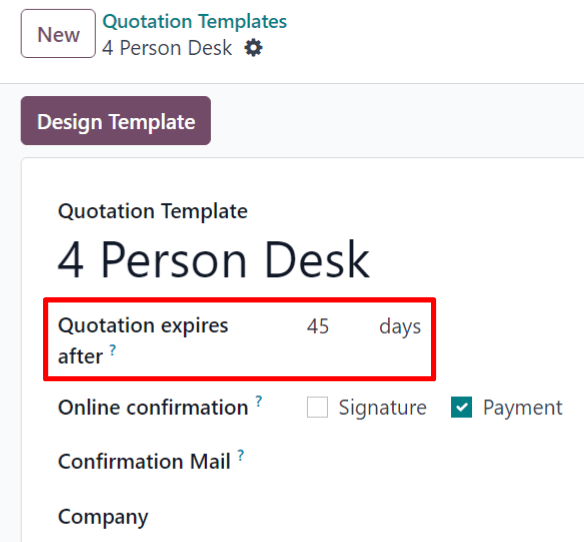 New
Quotation Templates
4 Person Desk
Design Template
Quotation Template
4 Person Desk
Quotation expires after ? 45 days
Online confirmation ? Signature Payment
Confirmation Mail ?
Company